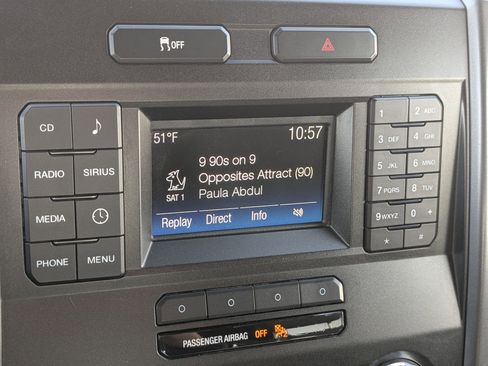 OFF
51°F 10:57
9 90s on 9
Opposites Attract (90)
SAT 1 Paula Abdul
Replay Direct Info
CD
RADIO SIRIUS
MEDIA
PHONE MENU
1 2 ABC
3 DEF 4 GHI
5 JKL 6 MNO
7 PQRS 8 TUV
9 WXYZ 0 +
* #
PASSENGER AIRBAG OFF